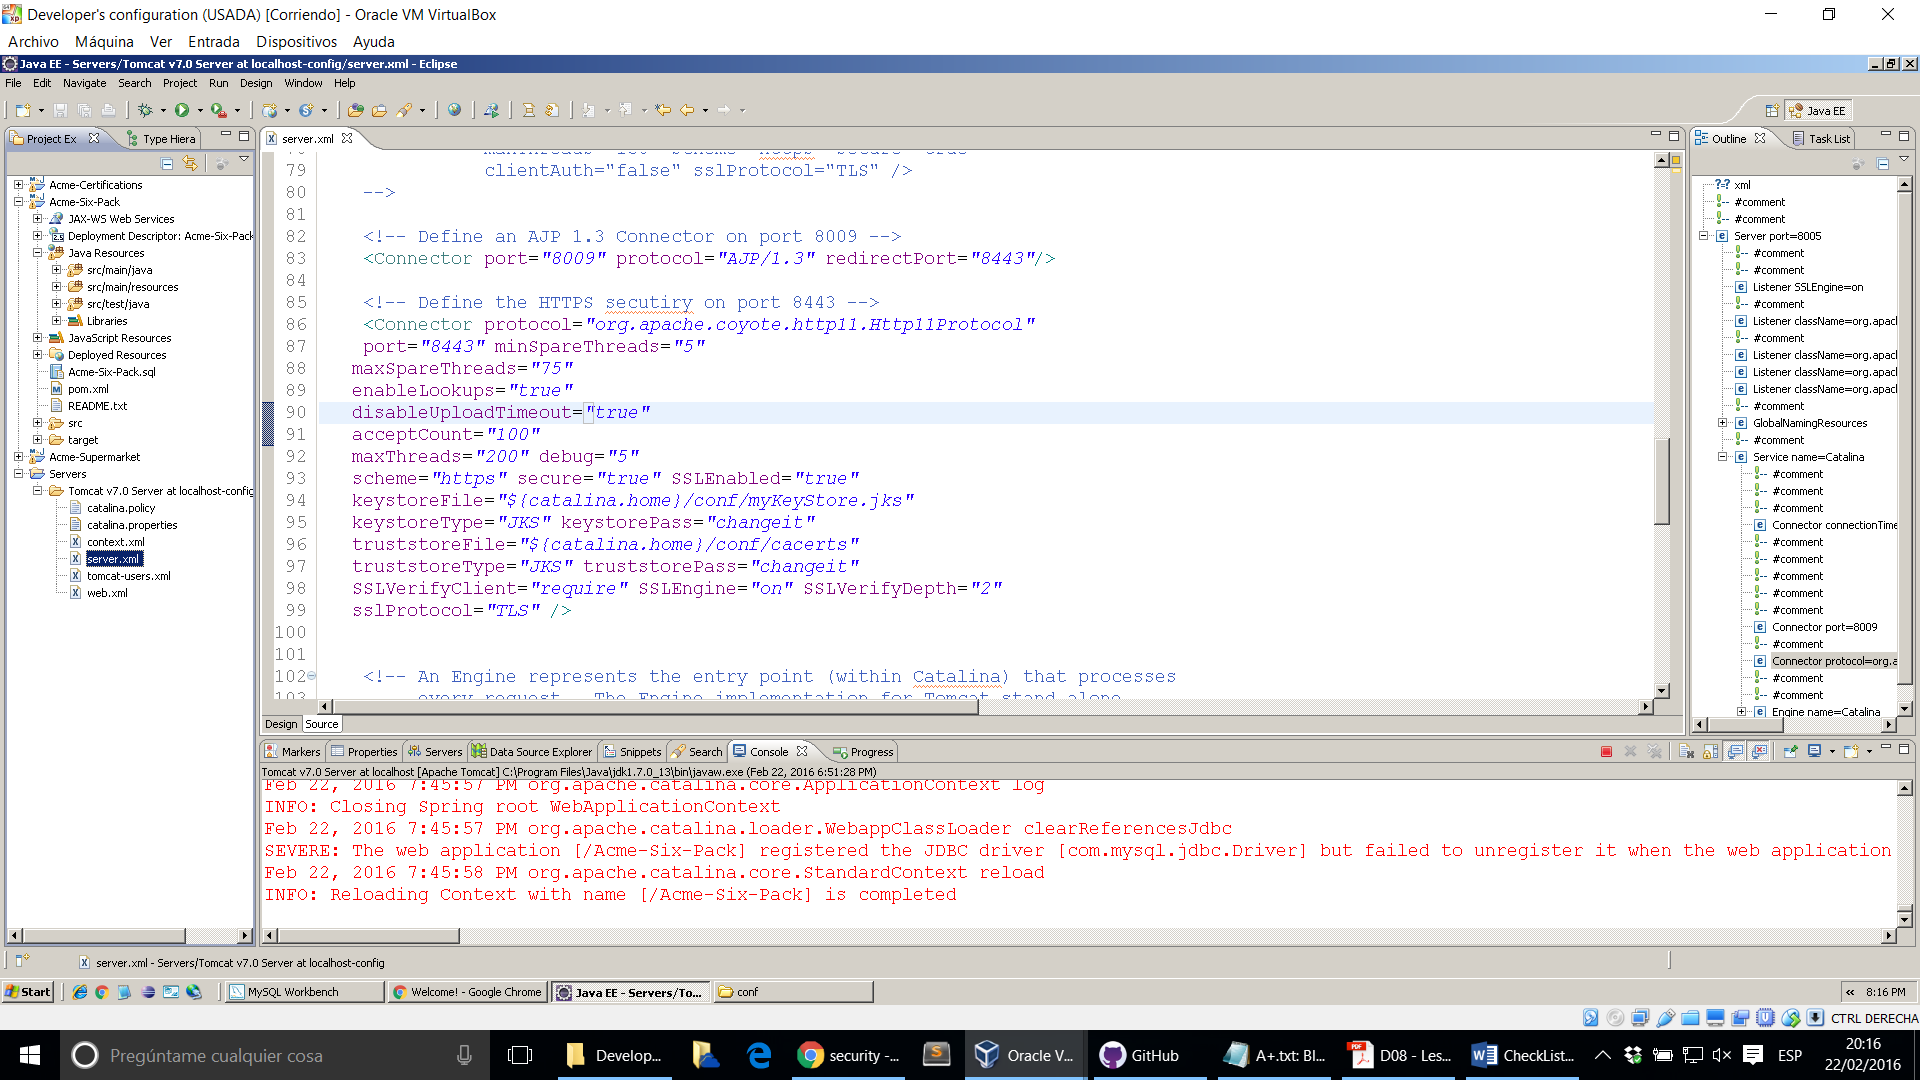 Developer's configuration (USADA) [Corriendo] - Oracle VM VirtualBox
Archivo Máquina Ver Entrada Dispositivos Ayuda
Java EE - Servers/Tomcat v7.0 Server at localhost-config/server.xml - Eclipse
File Edit Navigate Search Project Run Design Window Help
Java EE
Project Ex
Type Hiera
Acme-Certifications
Acme-Six-Pack
JAX-WS Web Services
Deployment Descriptor: Acme-Six-Pack
Java Resources
src/main/java
src/main/resources
src/test/java
Libraries
JavaScript Resources
Deployed Resources
Acme-Six-Pack.sql
pom.xml
README.txt
src
target
Acme-Supermarket
Servers
Tomcat v7.0 Server at localhost-config
catalina.policy
catalina.properties
context.xml
server.xml
tomcat-users.xml
web.xml
server.xml
79 clientAuth="false" sslProtocol="TLS" />
80 -->
81
82 <!-- Define an AJP 1.3 Connector on port 8009 -->
83 <Connector port="8009" protocol="AJP/1.3" redirectPort="8443"/>
84
85 <!-- Define the HTTPS secutiry on port 8443 -->
86 <Connector protocol="org.apache.coyote.http11.Http11Protocol"
87 port="8443" minSpareThreads="5"
88 maxSpareThreads="75"
89 enableLookups="true"
90 disableUploadTimeout="true"
91 acceptCount="100"
92 maxThreads="200" debug="5"
93 scheme="https" secure="true" SSLEnabled="true"
94 keystoreFile="${catalina.home}/conf/myKeyStore.jks"
95 keystoreType="JKS" keystorePass="changeit"
96 truststoreFile="${catalina.home}/conf/cacerts"
97 truststoreType="JKS" truststorePass="changeit"
98 SSLVerifyClient="require" SSLEngine="on" SSLVerifyDepth="2"
99 sslProtocol="TLS" />
100
101
102 <!-- An Engine represents the entry point (within Catalina) that processes
103 every request. The Engine implementation for Tomcat stand alone
Design Source
Outline
Task List
xml
#comment
#comment
Server port=8005
#comment
#comment
Listener SSLEngine=on
#comment
Listener className=org.apac
#comment
Listener className=org.apac
Listener className=org.apac
Listener className=org.apac
#comment
GlobalNamingResources
#comment
Service name=Catalina
#comment
#comment
#comment
Connector connectionTime
#comment
#comment
#comment
#comment
#comment
Connector port=8009
#comment
Connector protocol=org.a
#comment
#comment
Engine name=Catalina
Markers Properties Servers Data Source Explorer Snippets Search Console Progress
Tomcat v7.0 Server at localhost [Apache Tomcat] C:\Program Files\Java\jdk1.7.0_13\bin\javaw.exe (Feb 22, 2016 6:51:28 PM)
Feb 22, 2016 7:45:57 PM org.apache.catalina.core.ApplicationContext log
INFO: Closing Spring root WebApplicationContext
Feb 22, 2016 7:45:57 PM org.apache.catalina.loader.WebappClassLoader clearReferencesJdbc
SEVERE: The web application [/Acme-Six-Pack] registered the JDBC driver [com.mysql.jdbc.Driver] but failed to unregister it when the web application
Feb 22, 2016 7:45:58 PM org.apache.catalina.core.StandardContext reload
INFO: Reloading Context with name [/Acme-Six-Pack] is completed
server.xml - Servers/Tomcat v7.0 Server at localhost-config
Start
MySQL Workbench
Welcome! - Google Chrome
Java EE - Servers/To...
conf
« 8:16 PM
CTRL DERECHA
Pregúntame cualquier cosa
Develop...
security -...
Oracle V...
GitHub
A+.txt: Bl...
D08 - Les...
CheckList...
ESP
20:16
22/02/2016